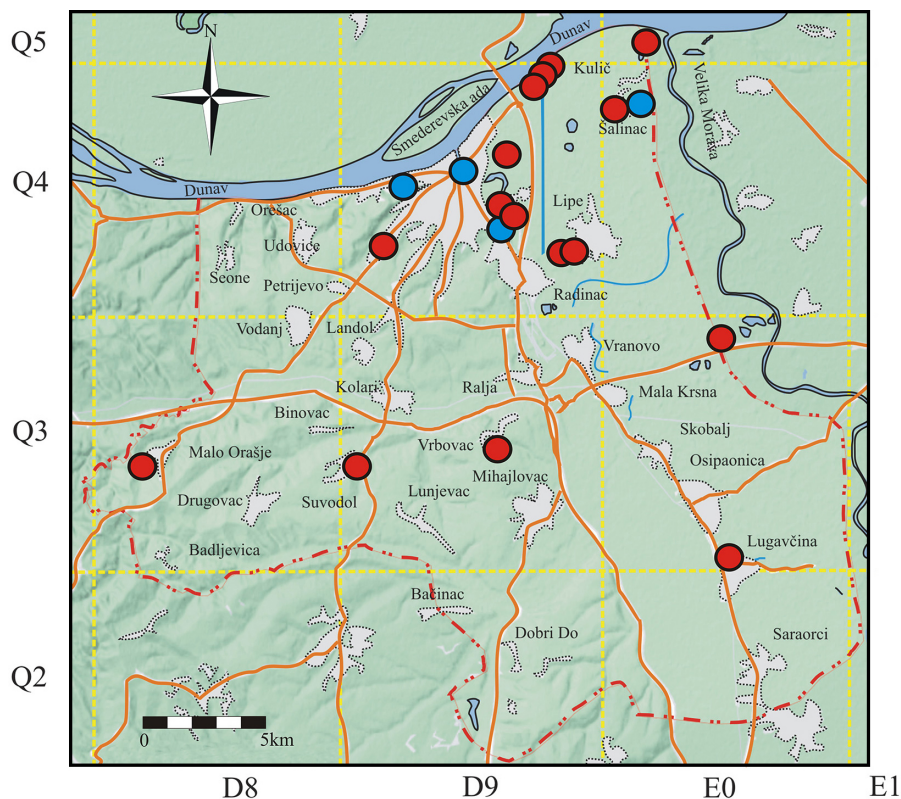 Q5
N
Dunav
Kulič
Smederevska ada
Šalinac
Velika Morava
Q4
Dunav
Orešac
Lipe
Udoviče
Seone
Petrijevo
Radinac
Vodanj
Landol
Vranovo
Kolari
Ralja
Mala Krsna
Binovac
Q3
Skobalj
Vrbovac
Malo Orašje
Osipaonica
Mihajlovac
Drugovac
Suvodol
Lunjevac
Lugavčina
Badljevica
Bačinac
Dobri Do
Saraorci
Q2
0
5km
D8
D9
E0
E1